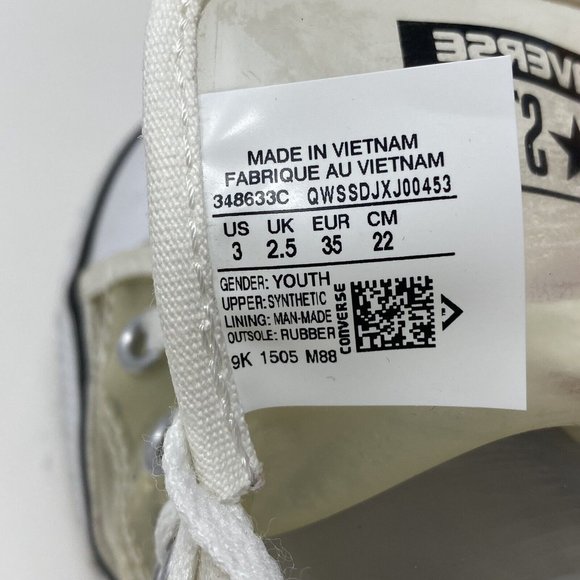 CONVERSE
MADE IN VIETNAM
FABRIQUE AU VIETNAM
348633C QWSSDJXJ00453
US UK EUR CM
3 2.5 35 22
GENDER: YOUTH
UPPER: SYNTHETIC
LINING: MAN-MADE
OUTSOLE: RUBBER
9K 1505 M88
CONVERSE